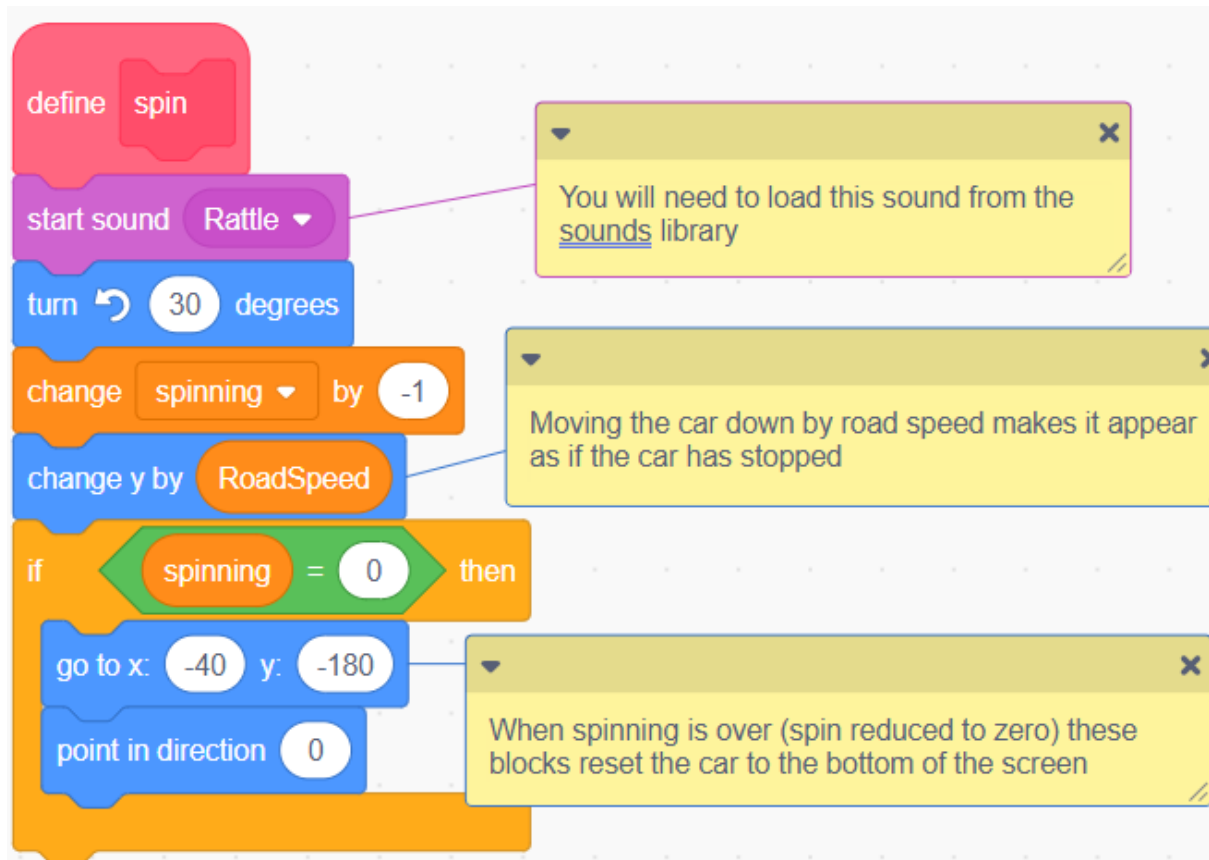 define spin
start sound Rattle
You will need to load this sound from the
sounds library
turn 30 degrees
change spinning by -1
Moving the car down by road speed makes it appear
as if the car has stopped
change y by RoadSpeed
if spinning = 0 then
go to x: -40 y: -180
When spinning is over (spin reduced to zero) these
blocks reset the car to the bottom of the screen
point in direction 0